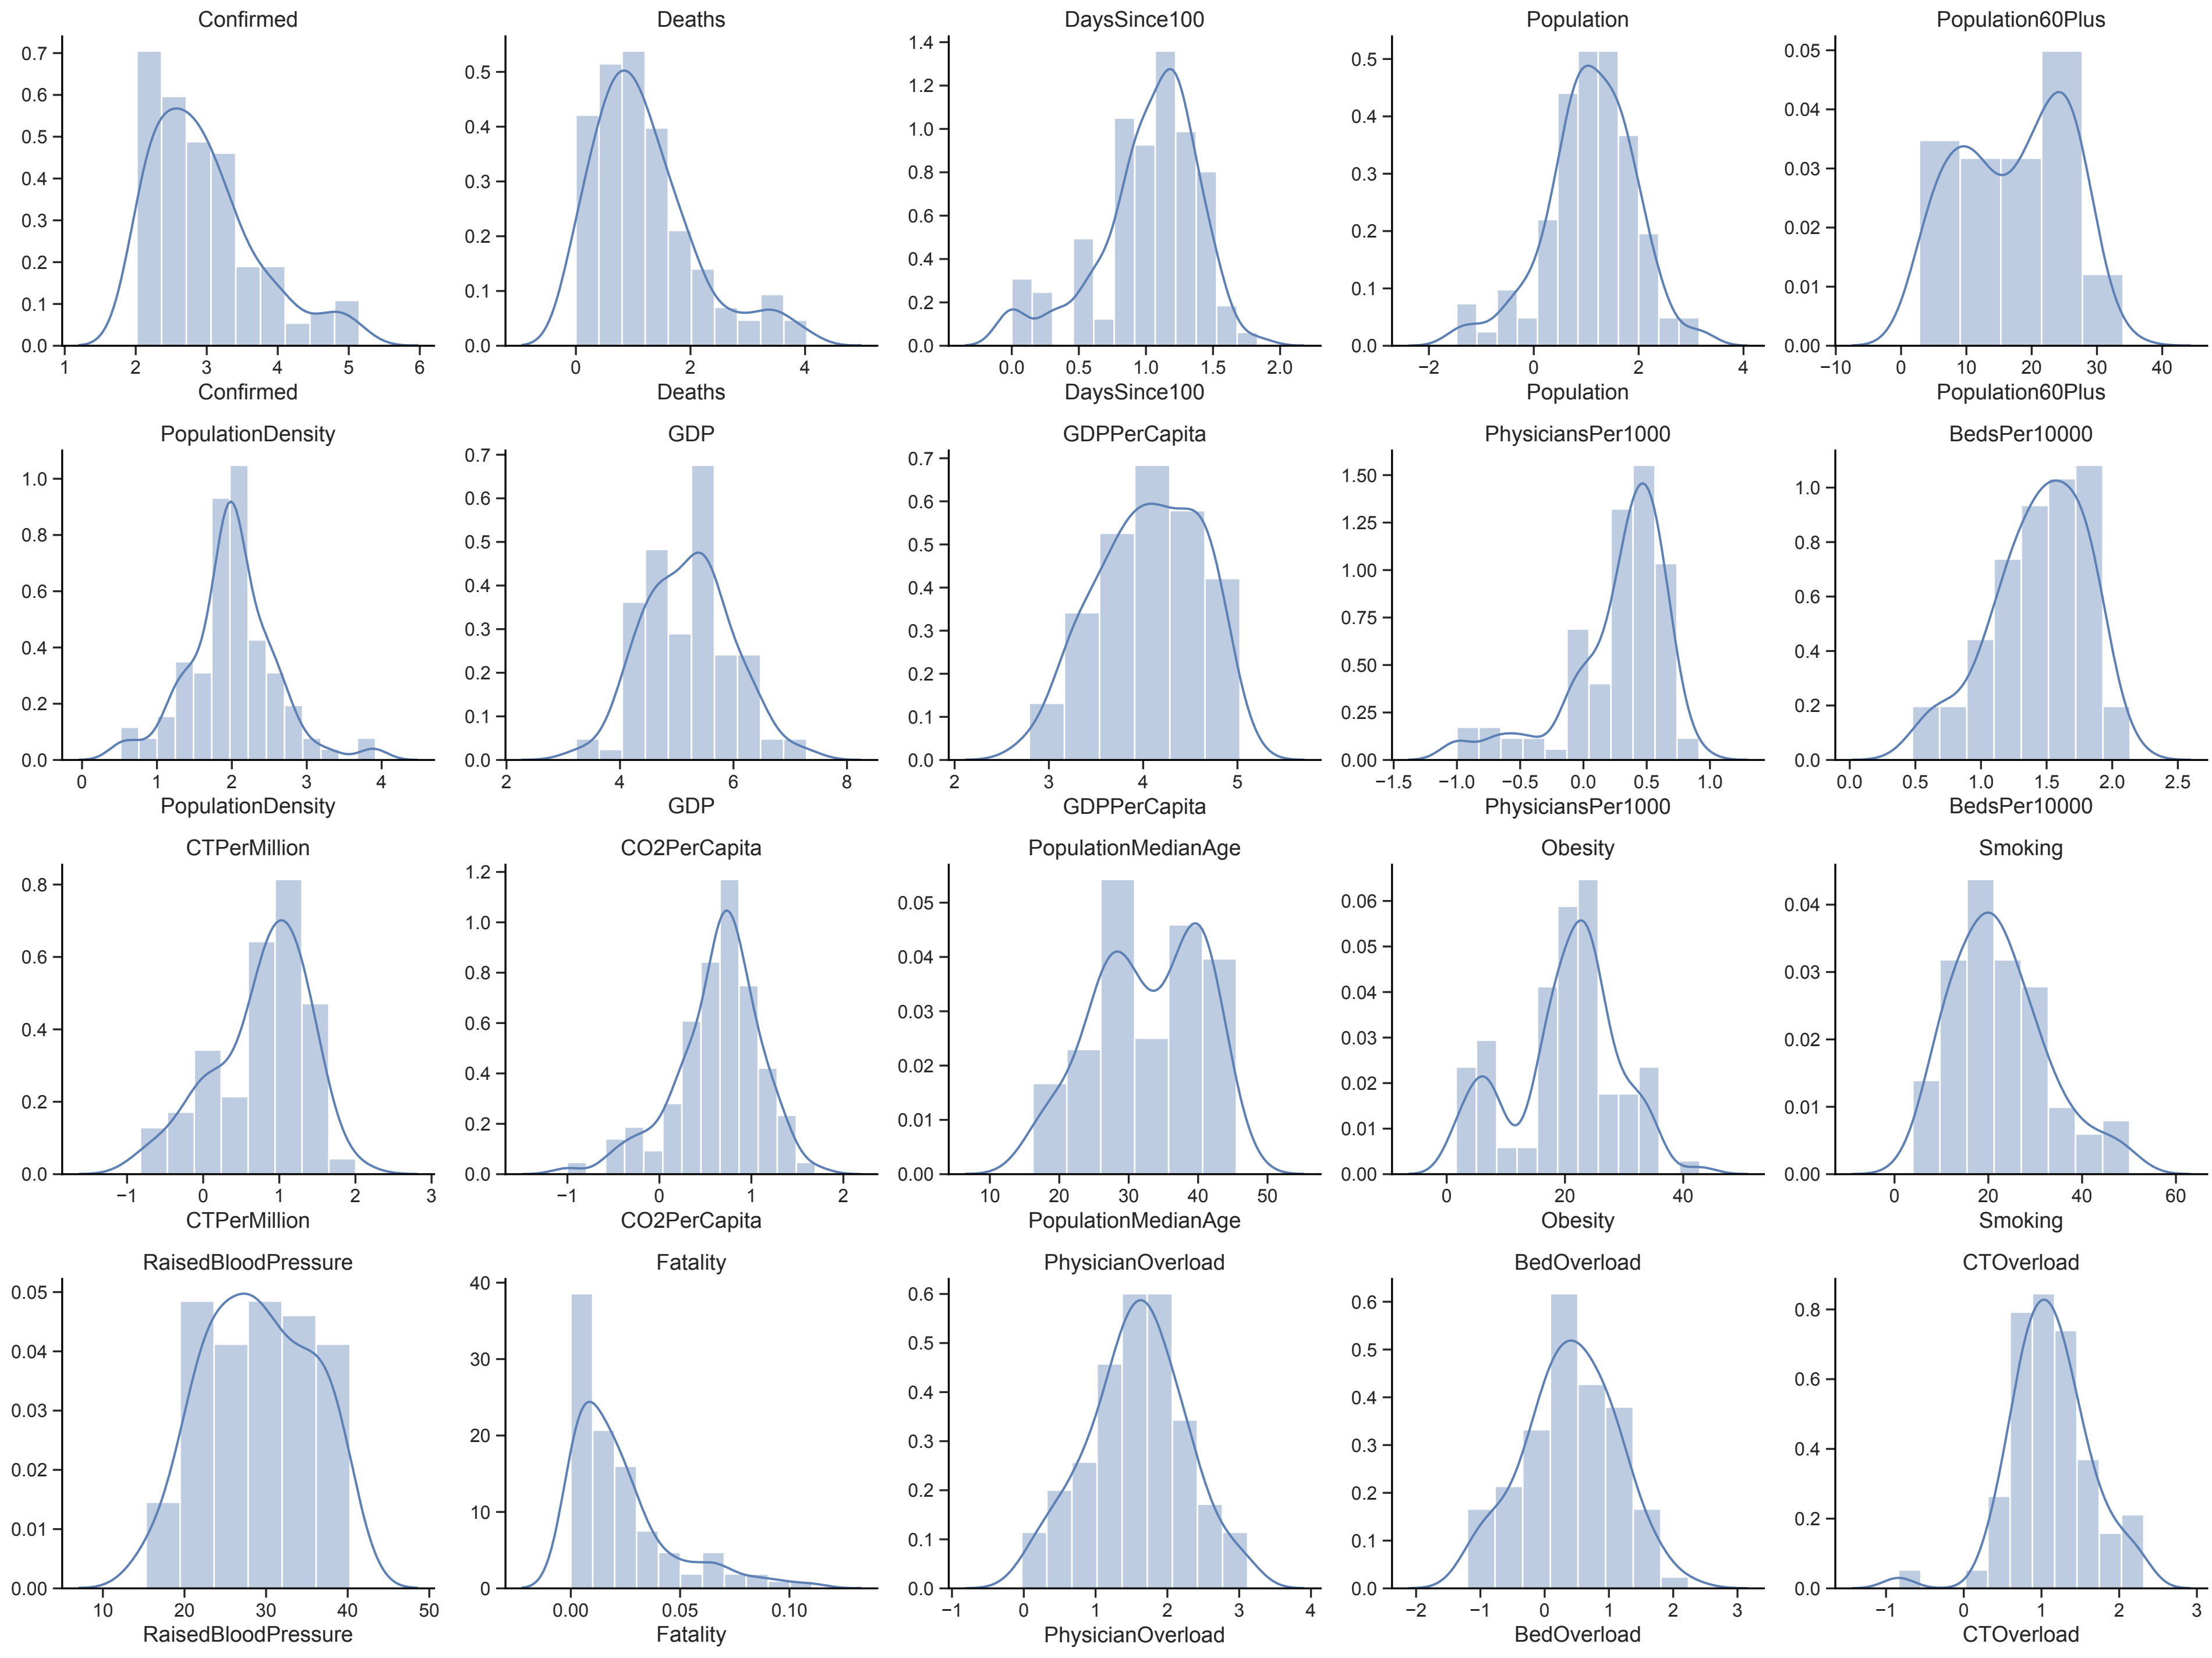 Confirmed Deaths DaysSince100 Population Population60Plus
0.7 0.6 0.5 0.4 0.3 0.2 0.1 0.0
1 2 3 4 5 6
0.5 0.4 0.3 0.2 0.1 0.0
0 2 4
1.4 1.2 1.0 0.8 0.6 0.4 0.2 0.0
0.0 0.5 1.0 1.5 2.0
0.5 0.4 0.3 0.2 0.1 0.0
−2 0 2 4
0.05 0.04 0.03 0.02 0.01 0.00
−10 0 10 20 30 40
Confirmed Deaths DaysSince100 Population Population60Plus
PopulationDensity GDP GDPPerCapita PhysiciansPer1000 BedsPer10000
1.0 0.8 0.6 0.4 0.2 0.0
0 1 2 3 4
0.7 0.6 0.5 0.4 0.3 0.2 0.1 0.0
2 4 6 8
0.7 0.6 0.5 0.4 0.3 0.2 0.1 0.0
2 3 4 5
1.50 1.25 1.00 0.75 0.50 0.25 0.00
−1.5 −1.0 −0.5 0.0 0.5 1.0
1.0 0.8 0.6 0.4 0.2 0.0
0.0 0.5 1.0 1.5 2.0 2.5
PopulationDensity GDP GDPPerCapita PhysiciansPer1000 BedsPer10000
CTPerMillion CO2PerCapita PopulationMedianAge Obesity Smoking
0.8 0.6 0.4 0.2 0.0
−1 0 1 2 3
1.2 1.0 0.8 0.6 0.4 0.2 0.0
−1 0 1 2
0.05 0.04 0.03 0.02 0.01 0.00
10 20 30 40 50
0.06 0.05 0.04 0.03 0.02 0.01 0.00
0 20 40
0.04 0.03 0.02 0.01 0.00
0 20 40 60
CTPerMillion CO2PerCapita PopulationMedianAge Obesity Smoking
RaisedBloodPressure Fatality PhysicianOverload BedOverload CTOverload
0.05 0.04 0.03 0.02 0.01 0.00
10 20 30 40 50
40 30 20 10 0
0.00 0.05 0.10
0.6 0.5 0.4 0.3 0.2 0.1 0.0
−1 0 1 2 3 4
0.6 0.5 0.4 0.3 0.2 0.1 0.0
−2 −1 0 1 2 3
0.8 0.6 0.4 0.2 0.0
−1 0 1 2 3
RaisedBloodPressure Fatality PhysicianOverload BedOverload CTOverload